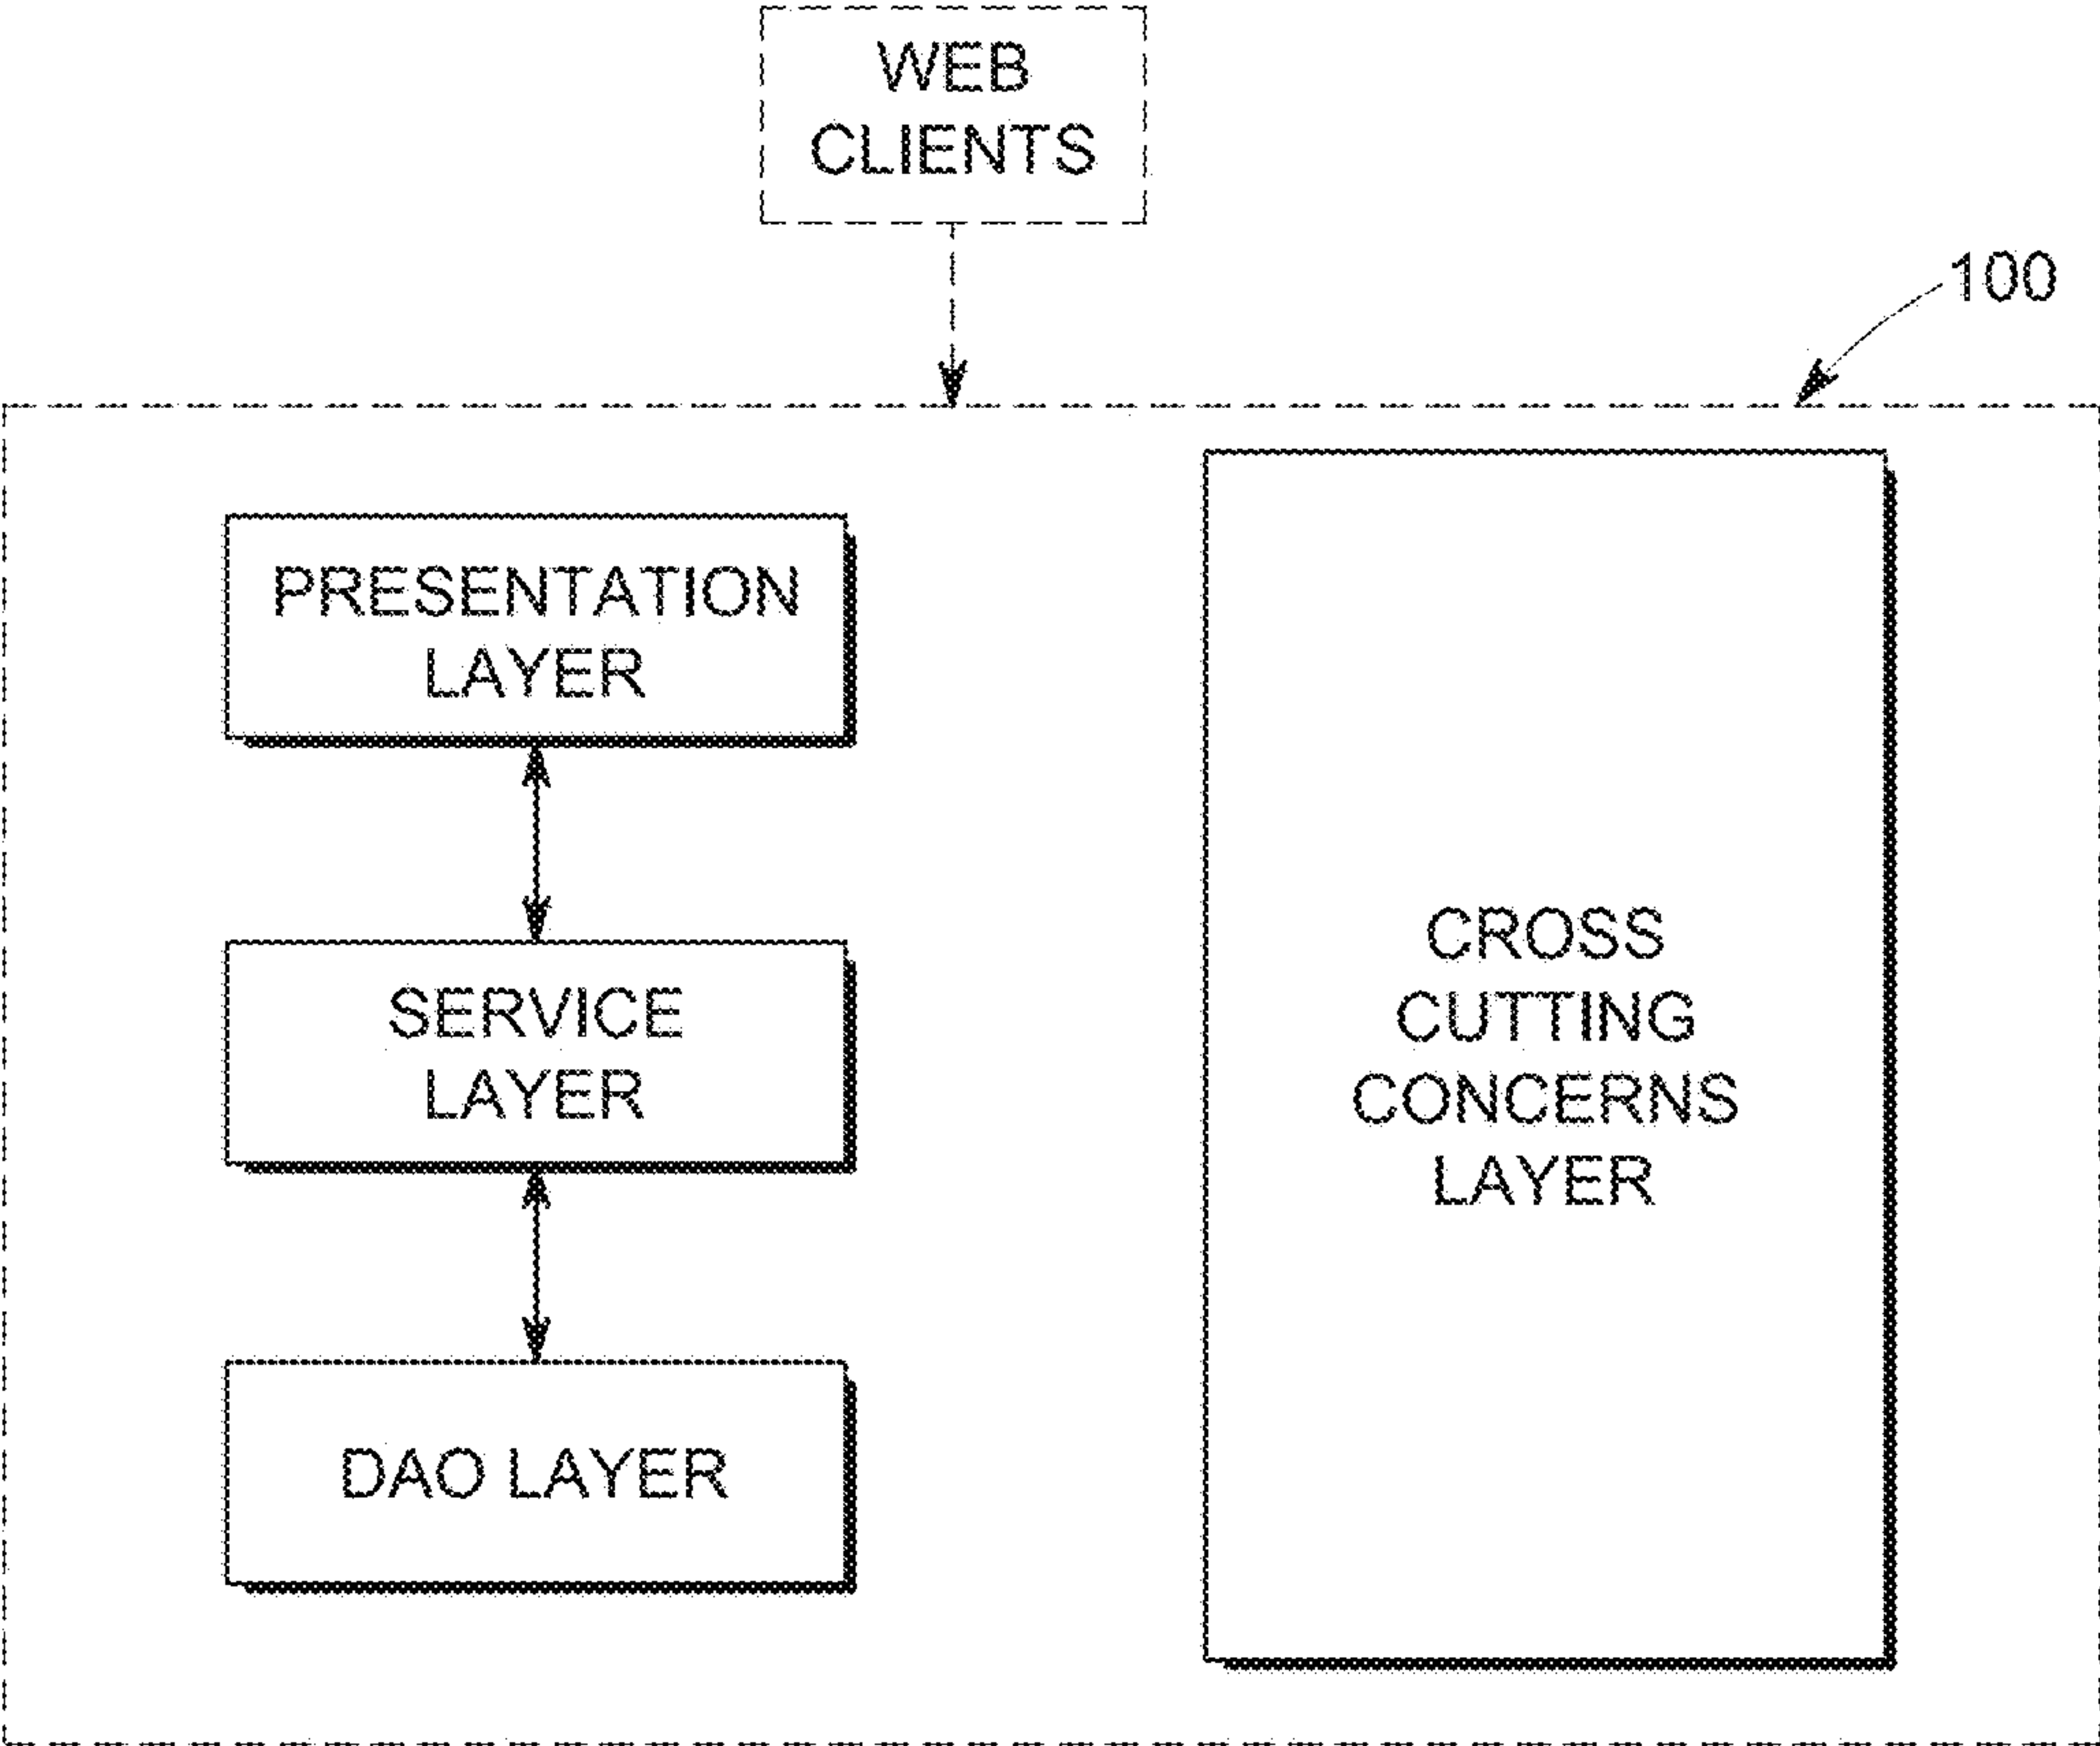 WEB
CLIENTS
100
PRESENTATION
LAYER
SERVICE
LAYER
DAO LAYER
CROSS
CUTTING
CONCERNS
LAYER